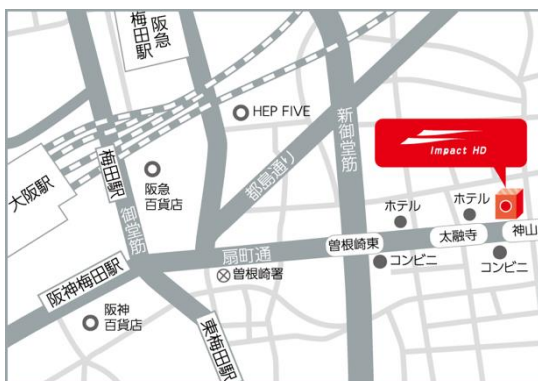 阪急
梅田駅
HEP FIVE
新御堂筋
Impact HD
大阪駅
梅田駅
阪急
百貨店
都島通り
御堂筋
ホテル
ホテル
扇町通
曽根崎東
太融寺
神山
阪神梅田駅
曽根崎署
コンビニ
コンビニ
阪神
百貨店
東梅田駅